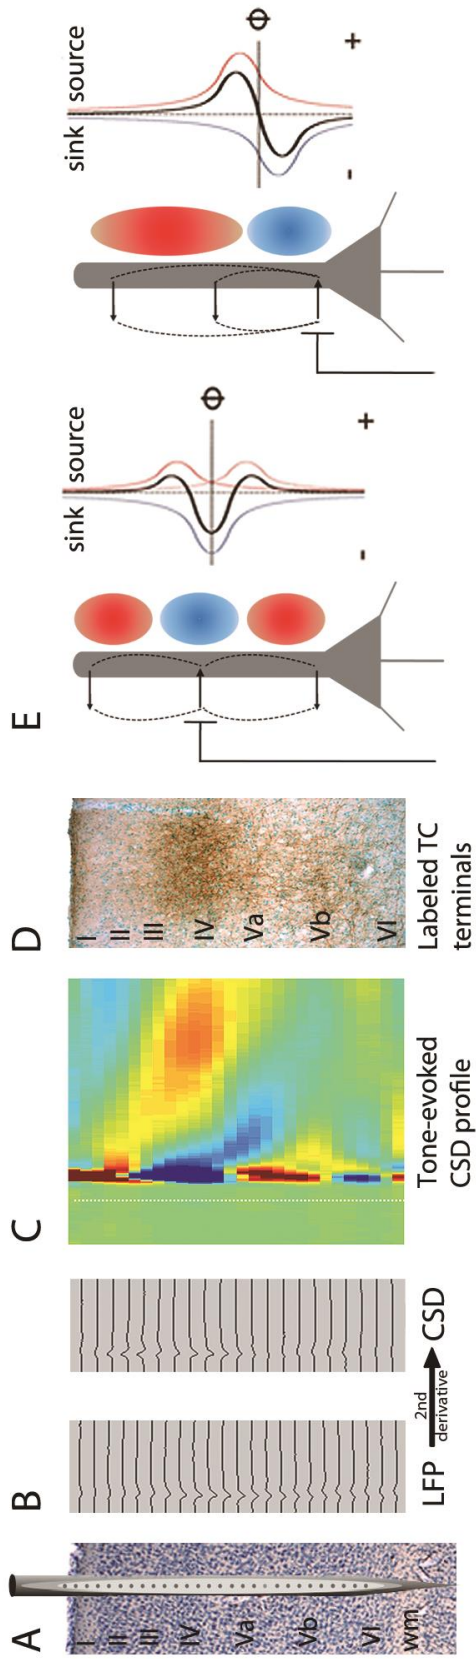 A
I
II
III
IV
Va
Vb
VI
wm
B
LFP
2nd
derivative
CSD
C
Tone-evoked
CSD profile
D
I
II
III
IV
Va
Vb
VI
Labeled TC
terminals
E
sink source
Φ
-
+
sink source
Φ
-
+